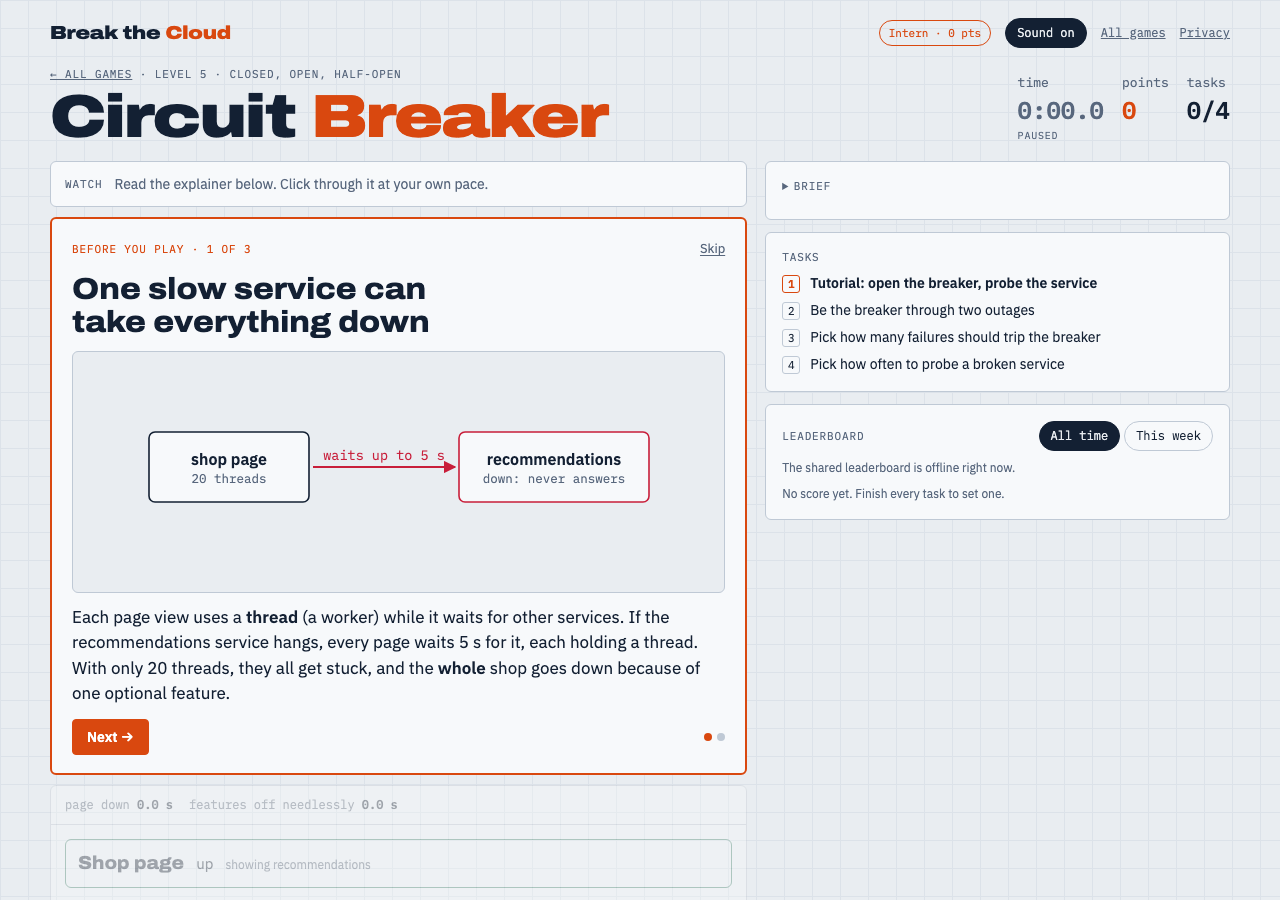 Break the Cloud
Intern · 0 pts
Sound on
All games
Privacy
← ALL GAMES · LEVEL 5 · CLOSED, OPEN, HALF-OPEN
Circuit Breaker
time
points
tasks
0:00.0
0
0/4
PAUSED
WATCH Read the explainer below. Click through it at your own pace.
BEFORE YOU PLAY · 1 OF 3
Skip
One slow service can
take everything down
shop page
20 threads
waits up to 5 s
recommendations
down: never answers
Each page view uses a thread (a worker) while it waits for other services. If the
recommendations service hangs, every page waits 5 s for it, each holding a thread.
With only 20 threads, they all get stuck, and the whole shop goes down because of
one optional feature.
Next →
page down 0.0 s features off needlessly 0.0 s
Shop page up showing recommendations
▶ BRIEF
TASKS
1 Tutorial: open the breaker, probe the service
2 Be the breaker through two outages
3 Pick how many failures should trip the breaker
4 Pick how often to probe a broken service
LEADERBOARD
All time
This week
The shared leaderboard is offline right now.
No score yet. Finish every task to set one.